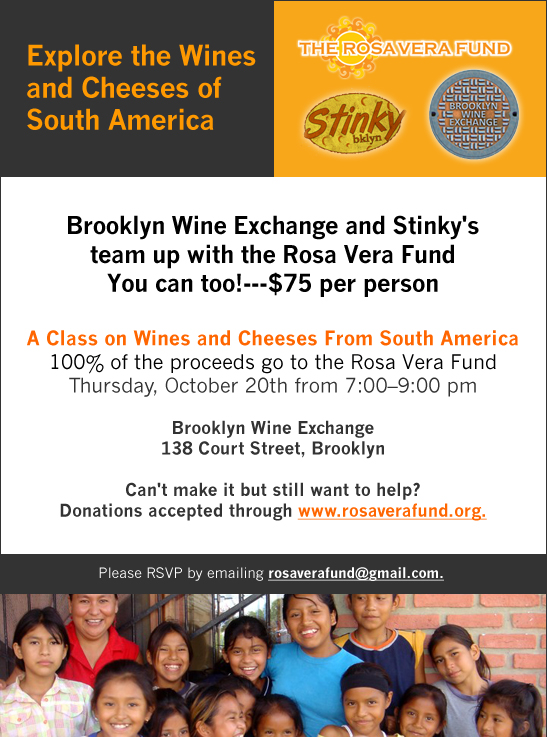 Explore the Wines
and Cheeses of
South America
THE ROSA VERA FUND
Stinky
bklyn
BROOKLYN
WINE
EXCHANGE
Brooklyn Wine Exchange and Stinky's
team up with the Rosa Vera Fund
You can too!---$75 per person
A Class on Wines and Cheeses From South America
100% of the proceeds go to the Rosa Vera Fund
Thursday, October 20th from 7:00–9:00 pm
Brooklyn Wine Exchange
138 Court Street, Brooklyn
Can't make it but still want to help?
Donations accepted through www.rosaverafund.org.
Please RSVP by emailing rosaverafund@gmail.com.